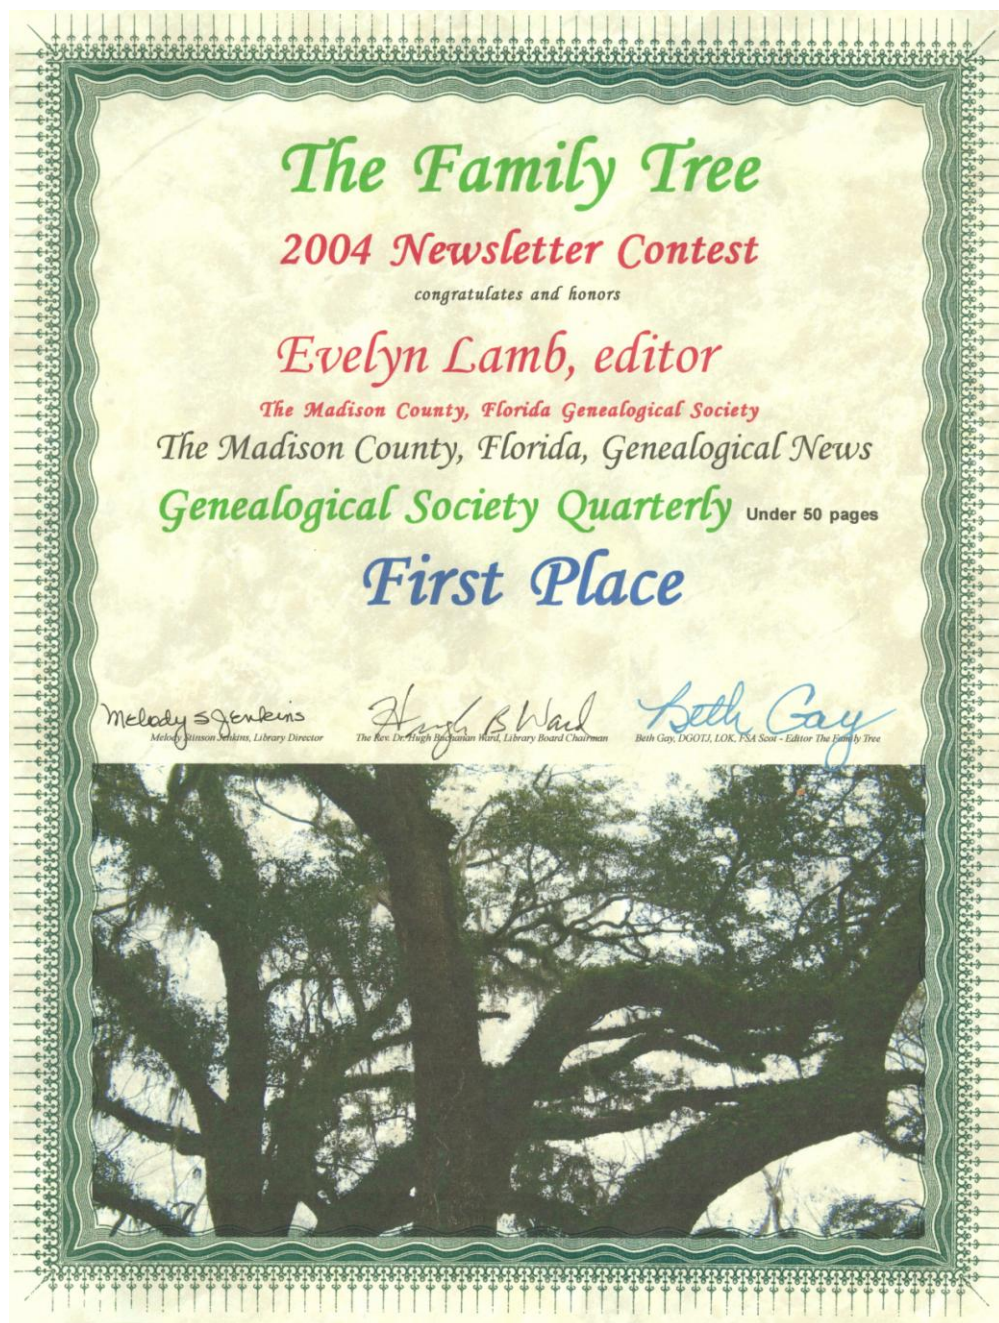 The Family Tree
2004 Newsletter Contest
congratulates and honors
Evelyn Lamb, editor
The Madison County, Florida Genealogical Society
The Madison County, Florida, Genealogical News
Genealogical Society Quarterly Under 50 pages
First Place
Melody S Jenkins Hugh B Ward Beth Gay
Melody Stinson Jenkins, Library Director The Rev. Dr. Hugh Buchanan Ward, Library Board Chairman Beth Gay, DGOTJ, LOK, FSA Scot - Editor The Family Tree